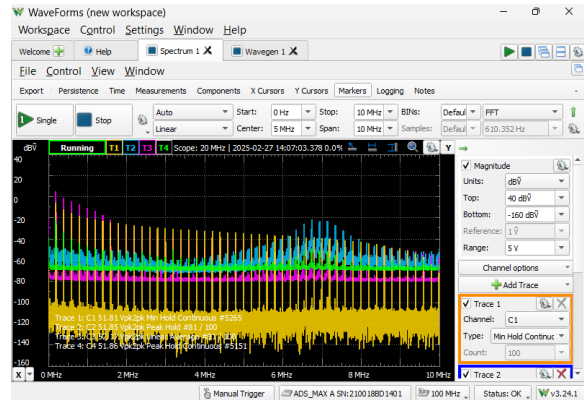 WaveForms (new workspace)
Workspace Control Settings Window Help
Welcome Help Spectrum 1 Wavegen 1
File Control View Window
Export Persistence Time Measurements Components X Cursors Y Cursors Markers Logging Notes
Single Stop Auto Start: 0 Hz Stop: 10 MHz BINs: Defaul FFT
Linear Center: 5 MHz Span: 10 MHz Samples: Defaul 610.352 Hz
dBṼ Running T1 T2 T3 T4 Scope: 20 MHz | 2025-02-27 14:07:03.378 0.0% Y
40
20
0
-20
-40
-60
-80
-100
-120
-140
-160
Trace 1: C1 51.81 Vpk2pk Min Hold Continuous #5265
Trace 2: C2 51.85 Vpk2pk Peak Hold #81 / 100
Trace 4: C4 51.86 Vpk2pk Peak Hold Continuous #5151
X 0 MHz 2 MHz 4 MHz 6 MHz 8 MHz 10 MHz
Magnitude
Units: dBṼ
Top: 40 dBṼ
Bottom: -160 dBṼ
Reference: 1 Ṽ
Range: 5 V
Channel options
Add Trace
Trace 1
Channel: C1
Type: Min Hold Continuc
Count: 100
Trace 2
Manual Trigger ADS_MAX A SN:210018BD1401 100 MHz Status: OK v3.24.1